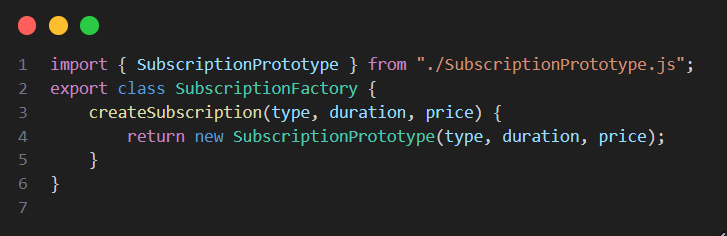 1 import { SubscriptionPrototype } from "./SubscriptionPrototype.js";
2 export class SubscriptionFactory {
3     createSubscription(type, duration, price) {
4         return new SubscriptionPrototype(type, duration, price);
5     }
6 }
7